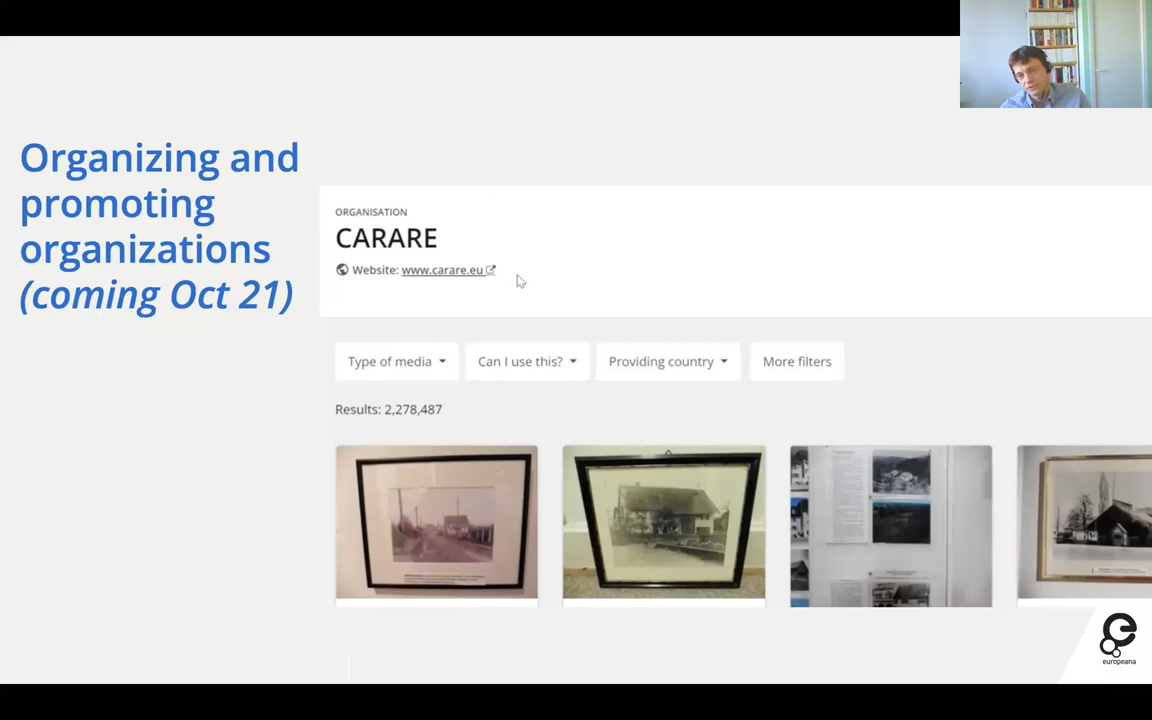 Organizing and
promoting
organizations
(coming Oct 21)
ORGANISATION
CARARE
Website: www.carare.eu
Type of media
Can I use this?
Providing country
More filters
Results: 2,278,487
europeana